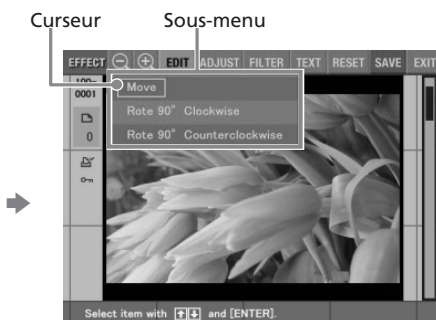 Curseur Sous-menu
EFFECT EDIT ADJUST FILTER TEXT RESET SAVE EXIT
0001 Move
Rote 90° Clockwise
0
Rote 90° Counterclockwise
Select item with and [ENTER].